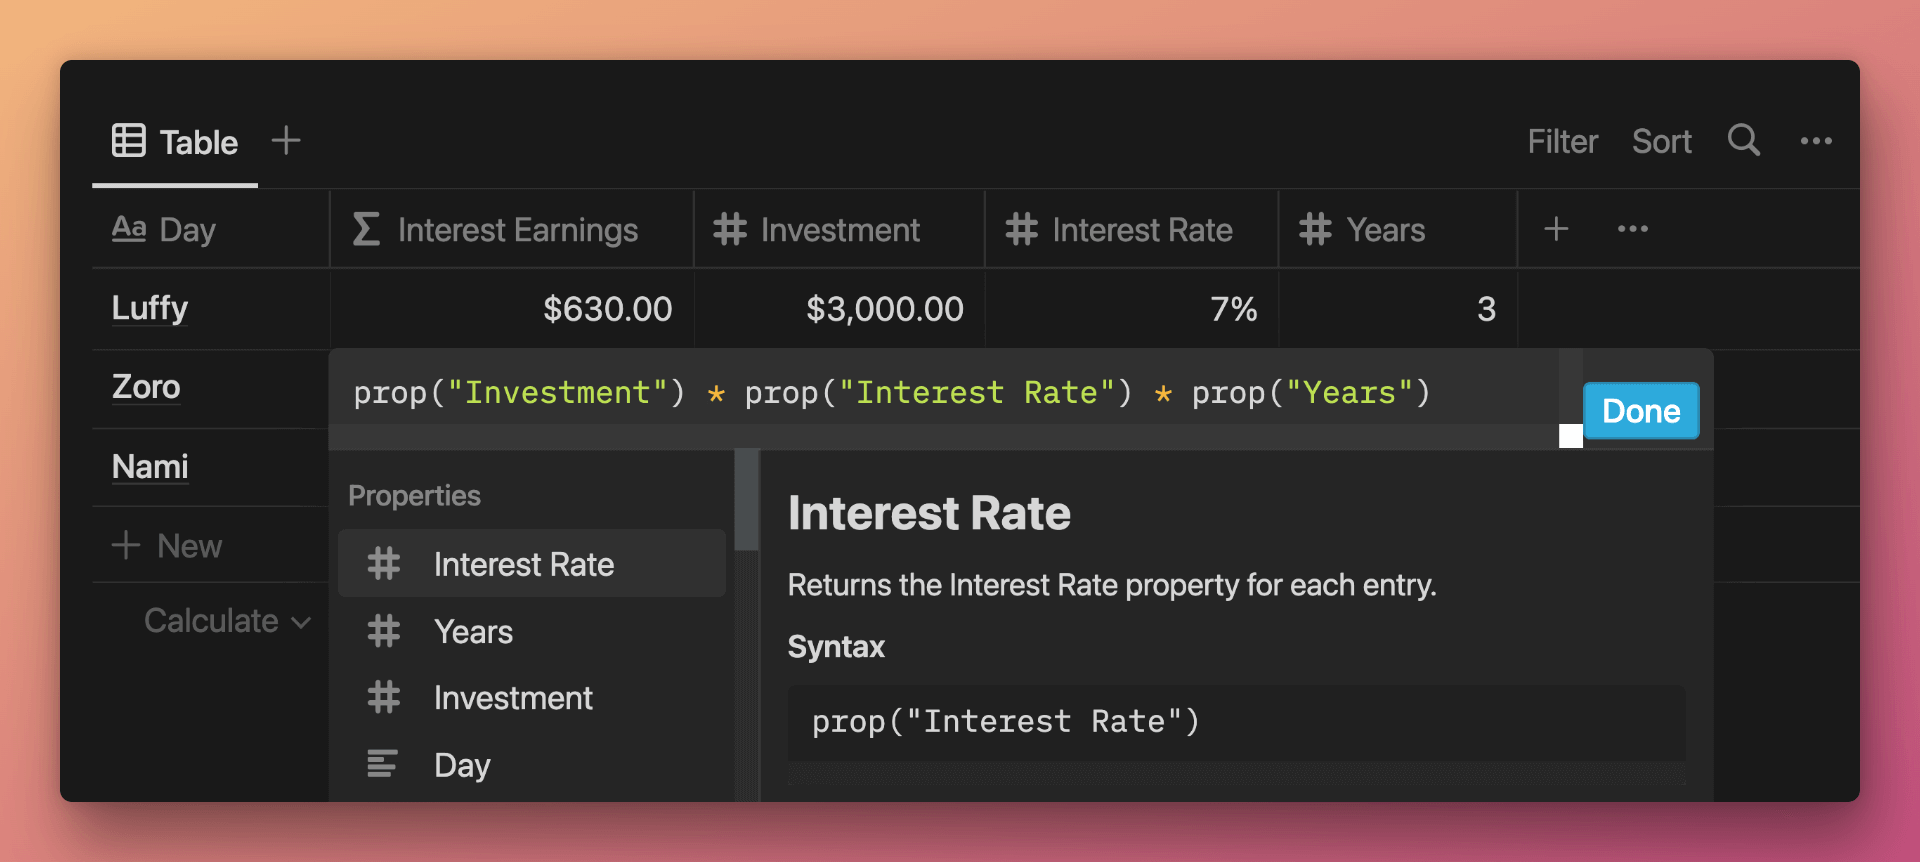 Table
Filter Sort
Aa Day Interest Earnings Investment Interest Rate Years
Luffy $630.00 $3,000.00 7% 3
Zoro
prop("Investment") * prop("Interest Rate") * prop("Years")
Done
Nami
New
Calculate
Properties
Interest Rate
Years
Investment
Day
Interest Rate
Returns the Interest Rate property for each entry.
Syntax
prop("Interest Rate")